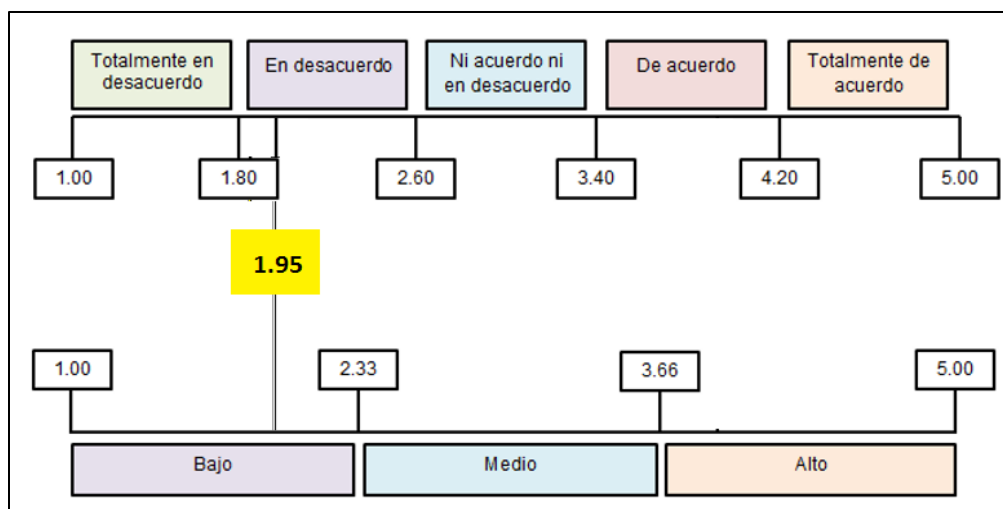 Totalmente en
desacuerdo
En desacuerdo
Ni acuerdo ni
en desacuerdo
De acuerdo
Totalmente de
acuerdo
1.00
1.80
2.60
3.40
4.20
5.00
1.95
1.00
2.33
3.66
5.00
Bajo
Medio
Alto